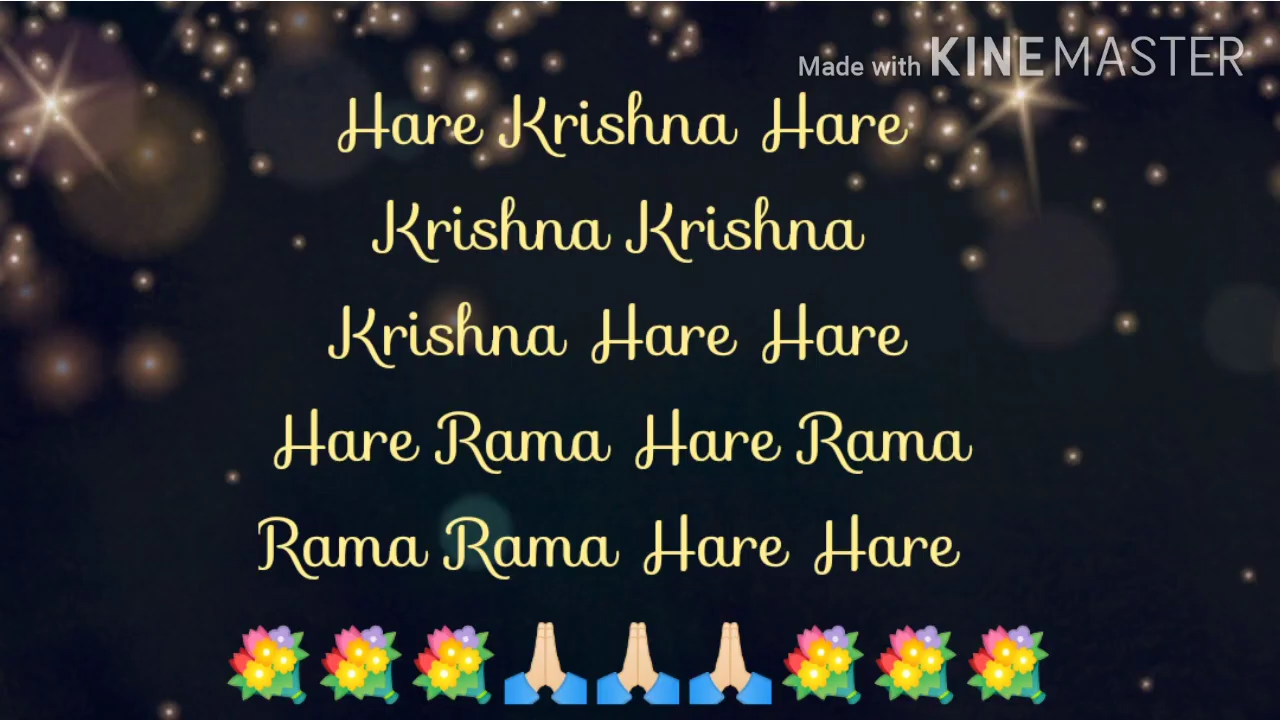 Made with KINEMASTER
Hare Krishna Hare
Krishna Krishna
Krishna Hare Hare
Hare Rama Hare Rama
Rama Rama Hare Hare
💐💐💐🙏🏻🙏🏻🙏🏻💐💐💐